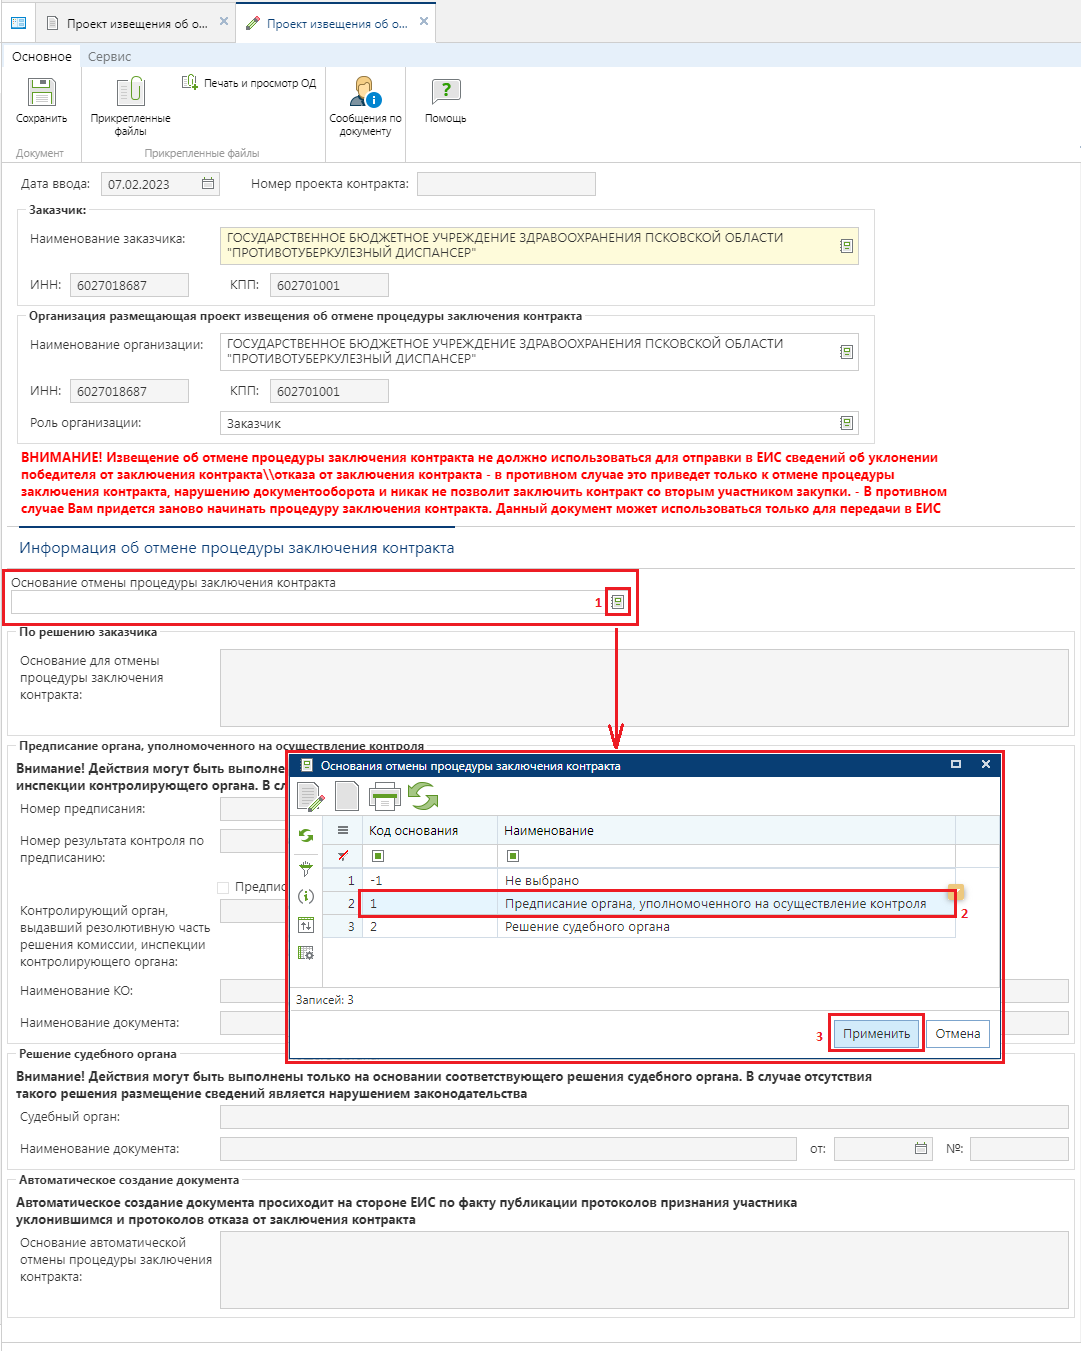 Проект извещения об о...
Проект извещения об о...
Основное
Сервис
Сохранить
Прикрепленные файлы
Печать и просмотр ОД
Сообщения по документу
Помощь
Документ
Прикрепленные файлы
Дата ввода: 07.02.2023 Номер проекта контракта:
Заказчик:
Наименование заказчика: ГОСУДАРСТВЕННОЕ БЮДЖЕТНОЕ УЧРЕЖДЕНИЕ ЗДРАВООХРАНЕНИЯ ПСКОВСКОЙ ОБЛАСТИ
"ПРОТИВОТУБЕРКУЛЕЗНЫЙ ДИСПАНСЕР"
ИНН: 6027018687 КПП: 602701001
Организация размещающая проект извещения об отмене процедуры заключения контракта
Наименование организации: ГОСУДАРСТВЕННОЕ БЮДЖЕТНОЕ УЧРЕЖДЕНИЕ ЗДРАВООХРАНЕНИЯ ПСКОВСКОЙ ОБЛАСТИ
"ПРОТИВОТУБЕРКУЛЕЗНЫЙ ДИСПАНСЕР"
ИНН: 6027018687 КПП: 602701001
Роль организации: Заказчик
ВНИМАНИЕ! Извещение об отмене процедуры заключения контракта не должно использоваться для отправки в ЕИС сведений об уклонении
победителя от заключения контракта\\отказа от заключения контракта - в противном случае это приведет только к отмене процедуры
заключения контракта, нарушению документооборота и никак не позволит заключить контракт со вторым участником закупки. - В противном
случае Вам придется заново начинать процедуру заключения контракта. Данный документ может использоваться только для передачи в ЕИС
Информация об отмене процедуры заключения контракта
Основание отмены процедуры заключения контракта
1
По решению заказчика
Основание для отмены
процедуры заключения
контракта:
Предписание органа, уполномоченного на осуществление контроля
Внимание! Действия могут быть выполнены
инспекции контролирующего органа. В сл
Номер предписания:
Номер результата контроля по
предписанию:
Предпис
Контролирующий орган,
выдавший резолютивную часть
решения комиссии, инспекции
контролирующего органа:
Наименование КО:
Наименование документа:
Основания отмены процедуры заключения контракта
Код основания Наименование
1 -1 Не выбрано
2 1 Предписание органа, уполномоченного на осуществление контроля
2
3 2 Решение судебного органа
Записей: 3
3 Применить Отмена
Решение судебного органа
Внимание! Действия могут быть выполнены только на основании соответствующего решения судебного органа. В случае отсутствия
такого решения размещение сведений является нарушением законодательства
Судебный орган:
Наименование документа: от: №:
Автоматическое создание документа
Автоматическое создание документа просиходит на стороне ЕИС по факту публикации протоколов признания участника
уклонившимся и протоколов отказа от заключения контракта
Основание автоматической
отмены процедуры заключения
контракта: